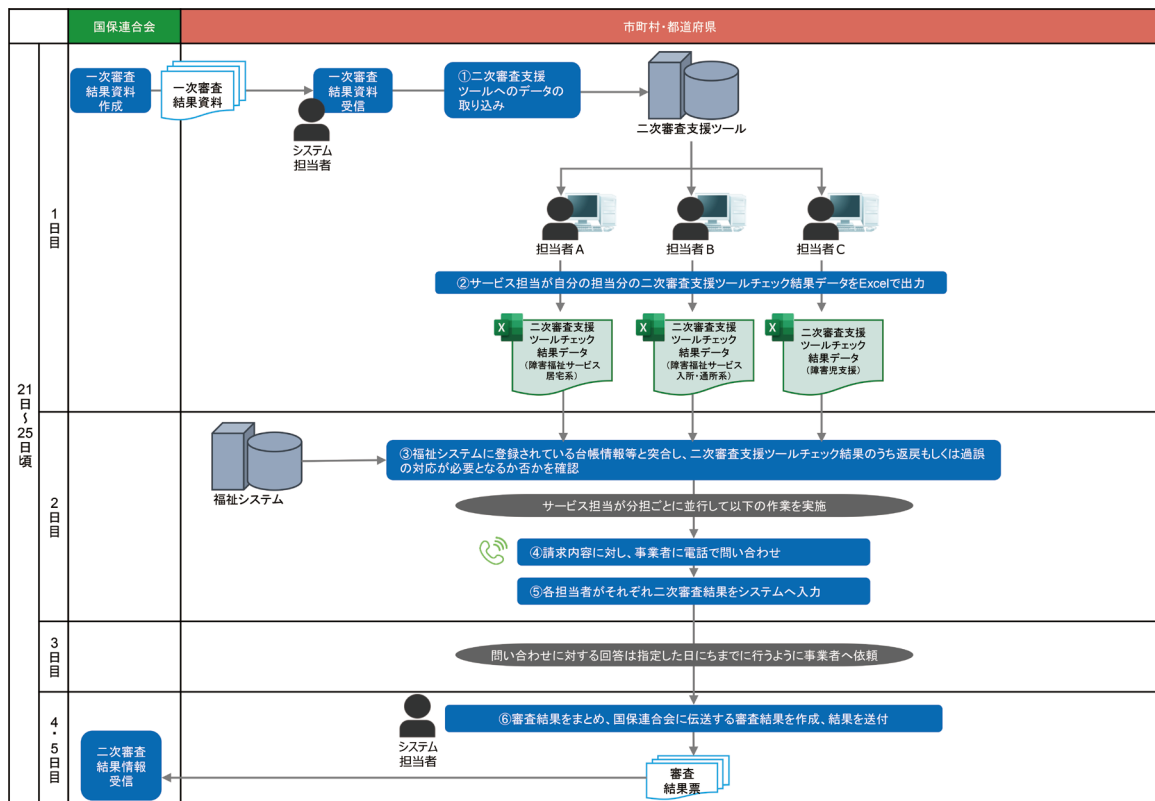 国保連合会
市町村・都道府県
21日～25日頃
1日目
一次審査
結果資料
作成
一次審査
結果資料
一次審査
結果資料
受信
システム
担当者
①二次審査支援
ツールへのデータの
取り込み
二次審査支援ツール
担当者A
担当者B
担当者C
②サービス担当が自分の担当分の二次審査支援ツールチェック結果データをExcelで出力
X
二次審査支援
ツールチェック
結果データ
（障害福祉サービス
居宅系）
X
二次審査支援
ツールチェック
結果データ
（障害福祉サービス
入所・通所系）
X
二次審査支援
ツールチェック
結果データ
（障害児支援）
2日目
福祉システム
③福祉システムに登録されている台帳情報等と突合し、二次審査支援ツールチェック結果のうち返戻もしくは過誤
の対応が必要となるか否かを確認
サービス担当が分担ごとに並行して以下の作業を実施
④請求内容に対し、事業者に電話で問い合わせ
⑤各担当者がそれぞれ二次審査結果をシステムへ入力
3日目
問い合わせに対する回答は指定した日にちまでに行うように事業者へ依頼
4・5日目
システム
担当者
⑥審査結果をまとめ、国保連合会に伝送する審査結果を作成、結果を送付
審査
結果票
二次審査
結果情報
受信